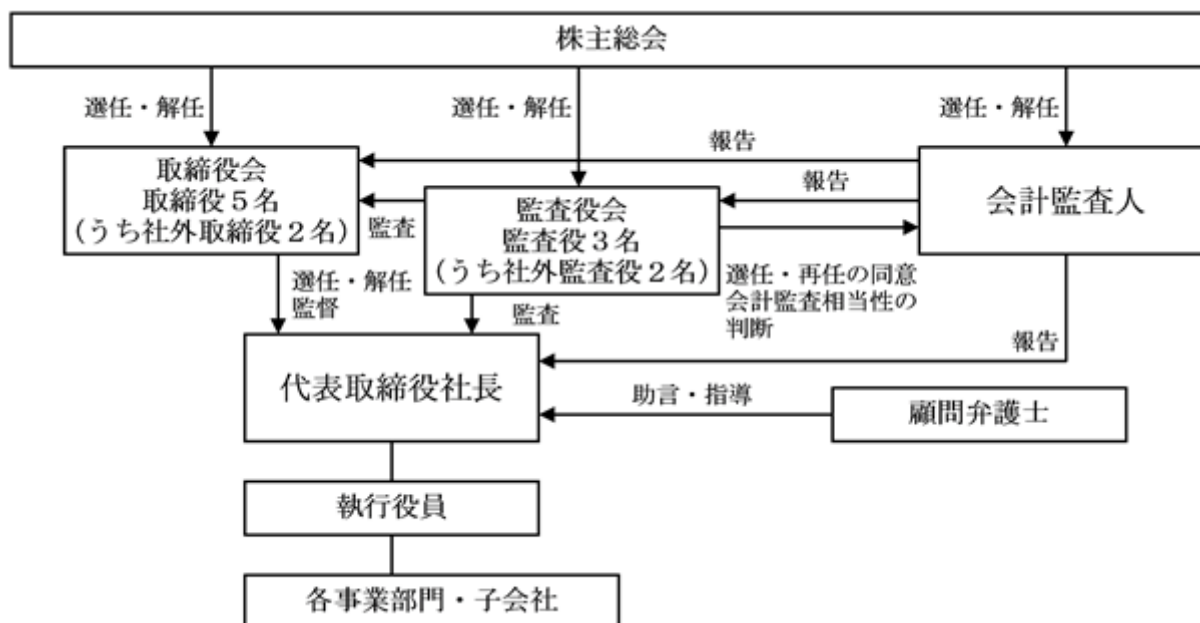 株主総会
選任・解任
選任・解任
選任・解任
報告
取締役会
取締役5名
(うち社外取締役2名)
監査
報告
監査役会
監査役3名
(うち社外監査役2名)
会計監査人
選任・解任
監督
監査
選任・再任の同意
会計監査相当性の
判断
報告
代表取締役社長
助言・指導
顧問弁護士
執行役員
各事業部門・子会社